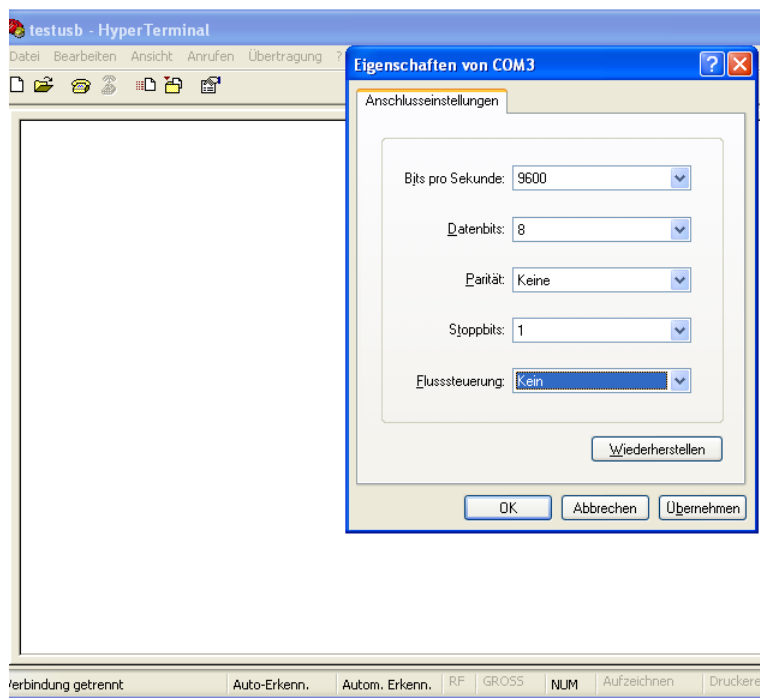 testusb - HyperTerminal
Datei Bearbeiten Ansicht Anrufen Übertragung ?
Eigenschaften von COM3
Anschlusseinstellungen
Bits pro Sekunde: 9600
Datenbits: 8
Parität: Keine
Stoppbits: 1
Flusssteuerung: Kein
Wiederherstellen
OK Abbrechen Übernehmen
Verbindung getrennt Auto-Erkenn. Autom. Erkenn. RF GROSS NUM Aufzeichnen